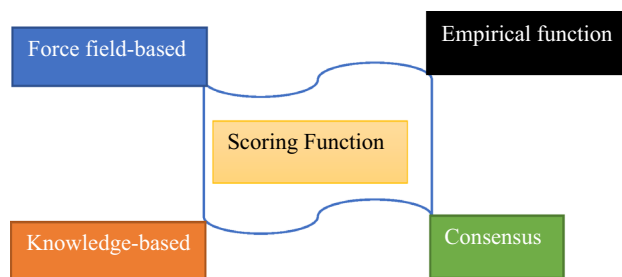 Force field-based
Empirical function
Scoring Function
Knowledge-based
Consensus